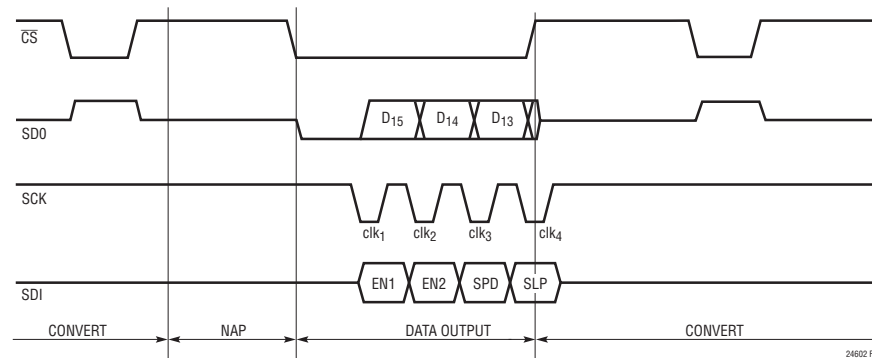 CS
D15
D14
D13
SD0
SCK
clk1
clk2
clk3
clk4
EN1
EN2
SPD
SLP
SDI
CONVERT
NAP
DATA OUTPUT
CONVERT
24602 F